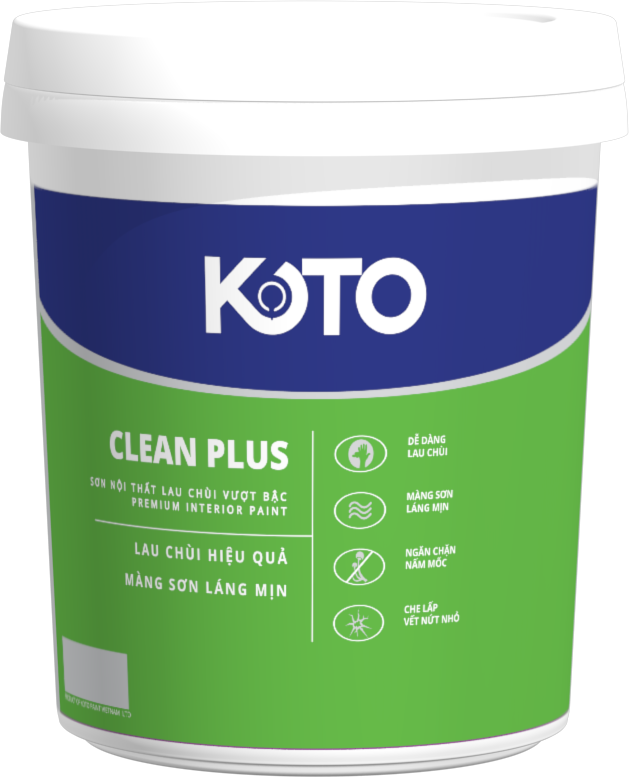 KOTO
CLEAN PLUS
SƠN NỘI THẤT LAU CHÙI VƯỢT BẬC
PREMIUM INTERIOR PAINT
LAU CHÙI HIỆU QUẢ
MÀNG SƠN LÁNG MỊN
DỄ DÀNG
LAU CHÙI
MÀNG SƠN
LÁNG MỊN
NGĂN CHẶN
NẤM MỐC
CHE LẤP
VẾT NỨT NHỎ
VIETNAM